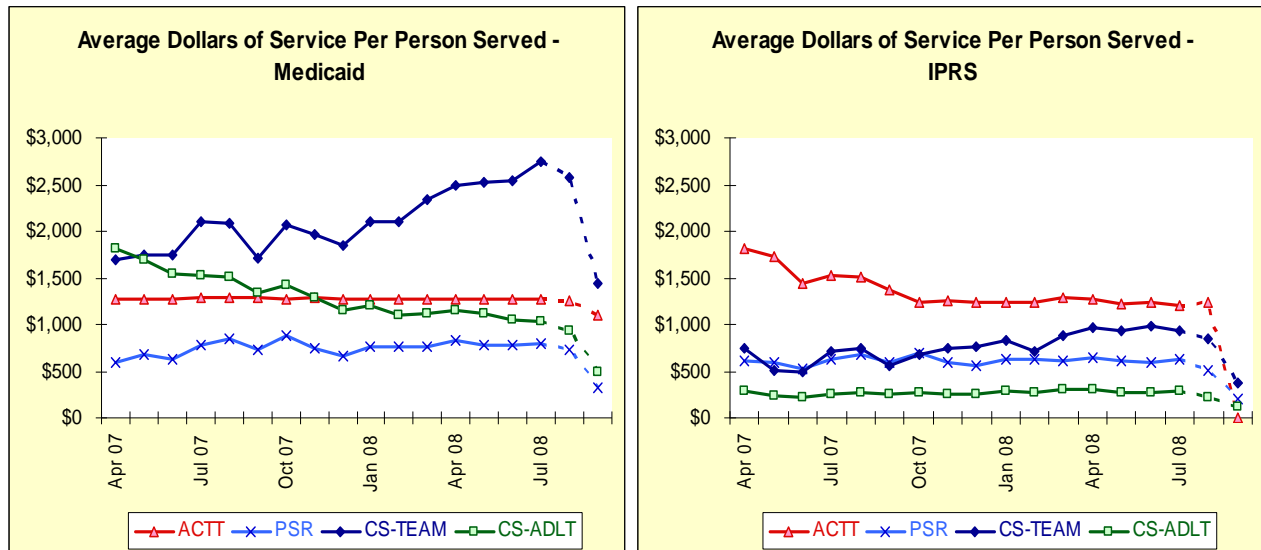 Average Dollars of Service Per Person Served -
Medicaid
$3,000
$2,500
$2,000
$1,500
$1,000
$500
$0
Apr 07
Jul 07
Oct 07
Jan 08
Apr 08
Jul 08
ACTT PSR CS-TEAM CS-ADLT
Average Dollars of Service Per Person Served -
IPRS
$3,000
$2,500
$2,000
$1,500
$1,000
$500
$0
Apr 07
Jul 07
Oct 07
Jan 08
Apr 08
Jul 08
ACTT PSR CS-TEAM CS-ADLT